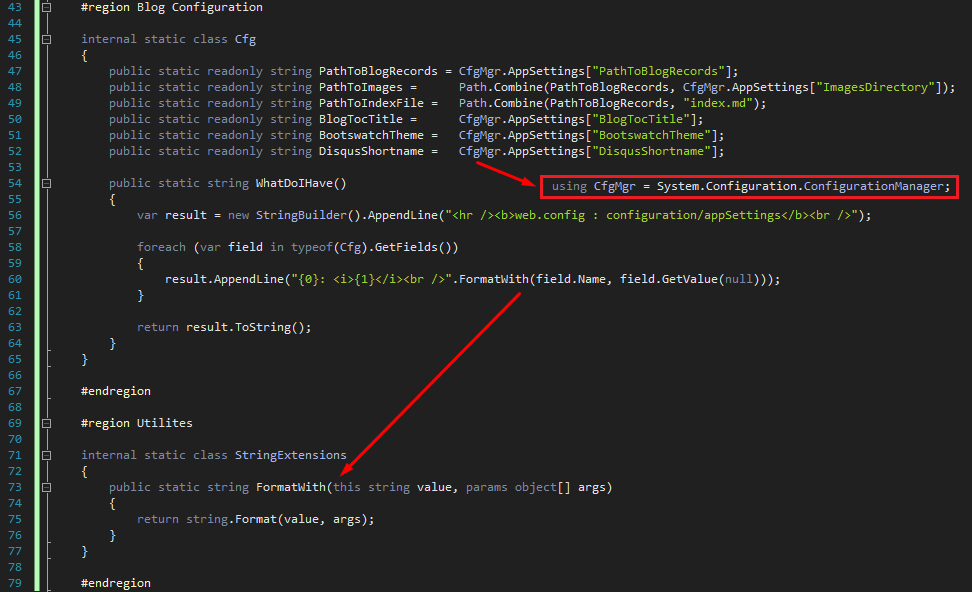 43 #region Blog Configuration
44
45 internal static class Cfg
46 {
47 public static readonly string PathToBlogRecords = CfgMgr.AppSettings["PathToBlogRecords"];
48 public static readonly string PathToImages = Path.Combine(PathToBlogRecords, CfgMgr.AppSettings["ImagesDirectory"]);
49 public static readonly string PathToIndexFile = Path.Combine(PathToBlogRecords, "index.md");
50 public static readonly string BlogTocTitle = CfgMgr.AppSettings["BlogTocTitle"];
51 public static readonly string BootswatchTheme = CfgMgr.AppSettings["BootswatchTheme"];
52 public static readonly string DisqusShortname = CfgMgr.AppSettings["DisqusShortname"];
53
54 public static string WhatDoIHave()
using CfgMgr = System.Configuration.ConfigurationManager;
55 {
56 var result = new StringBuilder().AppendLine("<hr /><b>web.config : configuration/appSettings</b><br />");
57
58 foreach (var field in typeof(Cfg).GetFields())
59 {
60 result.AppendLine("{0}: <i>{1}</i><br />".FormatWith(field.Name, field.GetValue(null)));
61 }
62
63 return result.ToString();
64 }
65 }
66
67 #endregion
68
69 #region Utilites
70
71 internal static class StringExtensions
72 {
73 public static string FormatWith(this string value, params object[] args)
74 {
75 return string.Format(value, args);
76 }
77 }
78
79 #endregion